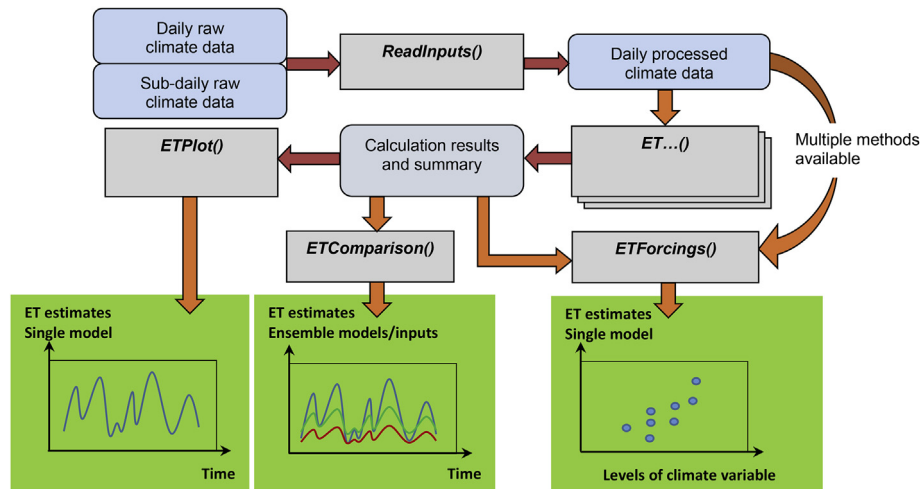 Daily raw
climate data
Sub-daily raw
climate data
ReadInputs()
Daily processed
climate data
Multiple methods
available
ETPlot()
Calculation results
and summary
ET...()
ETComparison()
ETForcings()
ET estimates
Single model
Time
ET estimates
Ensemble models/inputs
Time
ET estimates
Single model
Levels of climate variable